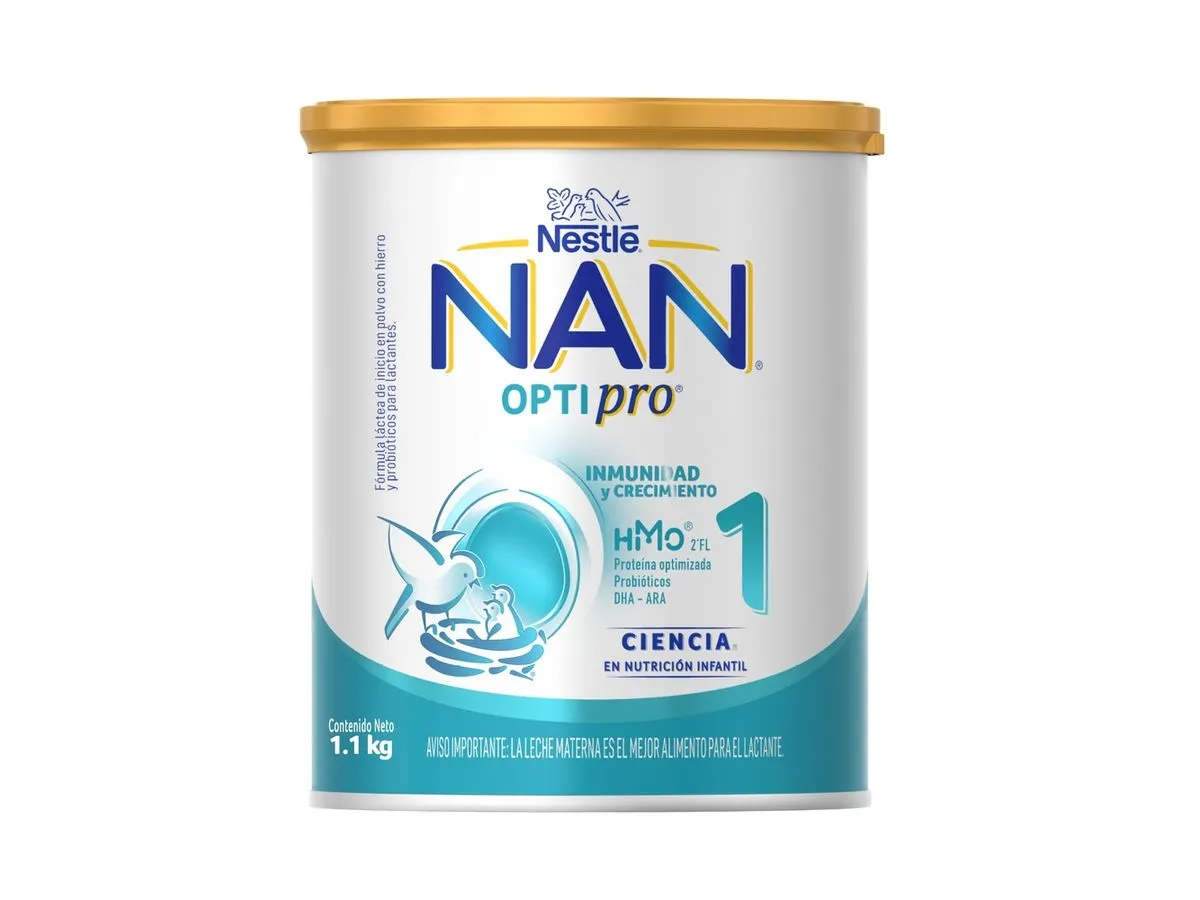 Nestlé®
NAN®
OPTIpro®
Fórmula láctea de inicio en polvo con hierro
y probióticos para lactantes.
INMUNIDAD
y CRECIMIENTO
HMO® 2'FL
1
Proteína optimizada
Probióticos
DHA - ARA
CIENCIA
EN NUTRICIÓN INFANTIL
Contenido Neto
1.1 kg
AVISO IMPORTANTE: LA LECHE MATERNA ES EL MEJOR ALIMENTO PARA EL LACTANTE.